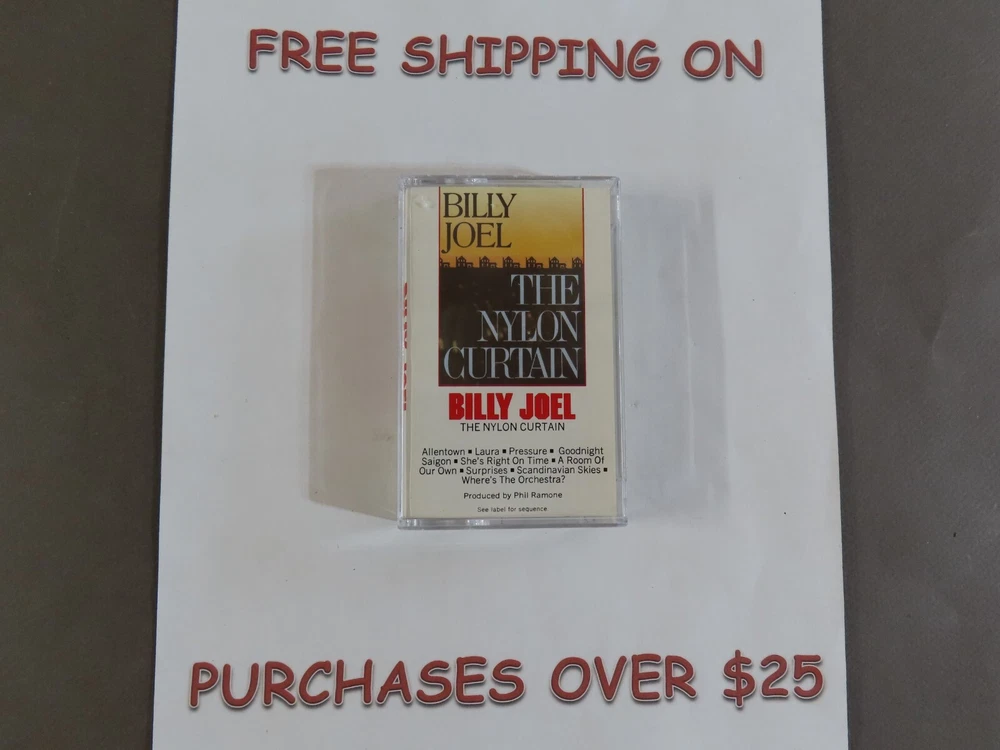 FREE SHIPPING ON
BILLY
JOEL
THE
NYLON
CURTAIN
BILLY JOEL
THE NYLON CURTAIN
Allentown ▪ Laura ▪ Pressure ▪ Goodnight
Saigon ▪ She's Right On Time ▪ A Room Of
Our Own ▪ Surprises ▪ Scandinavian Skies ▪
Where's The Orchestra?
Produced by Phil Ramone
See label for sequence
PURCHASES OVER $25